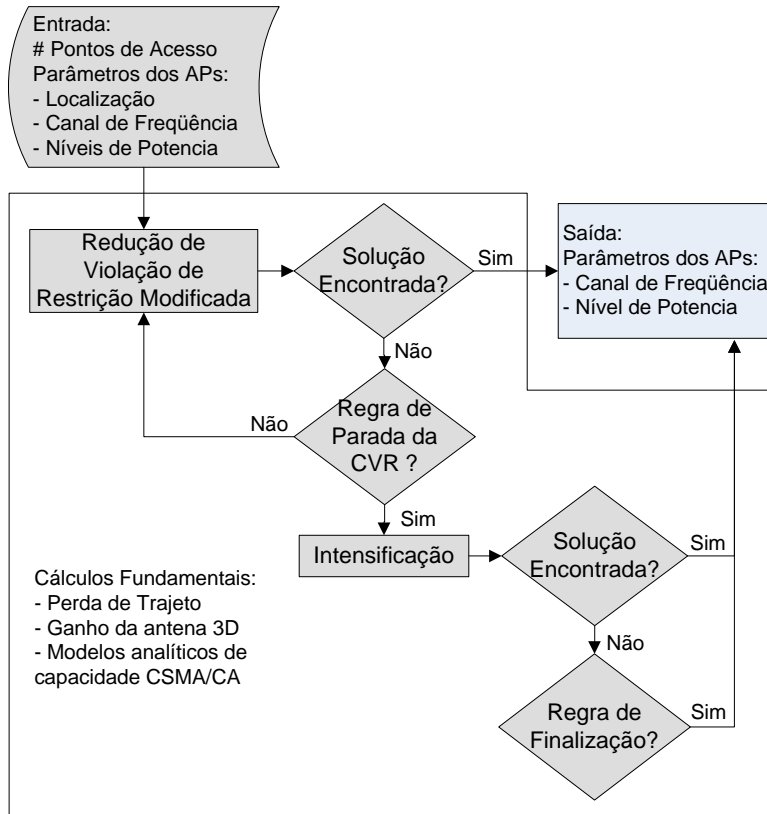 Entrada:
# Pontos de Acesso
Parâmetros dos APs:
- Localização
- Canal de Freqüência
- Níveis de Potencia
Redução de
Violação de
Restrição Modificada
Solução
Encontrada?
Sim
Saída:
Parâmetros dos APs:
- Canal de Freqüência
- Nível de Potencia
Não
Regra de
Parada da
CVR ?
Não
Sim
Intensificação
Solução
Encontrada?
Sim
Não
Regra de
Finalização?
Sim
Cálculos Fundamentais:
- Perda de Trajeto
- Ganho da antena 3D
- Modelos analíticos de
capacidade CSMA/CA